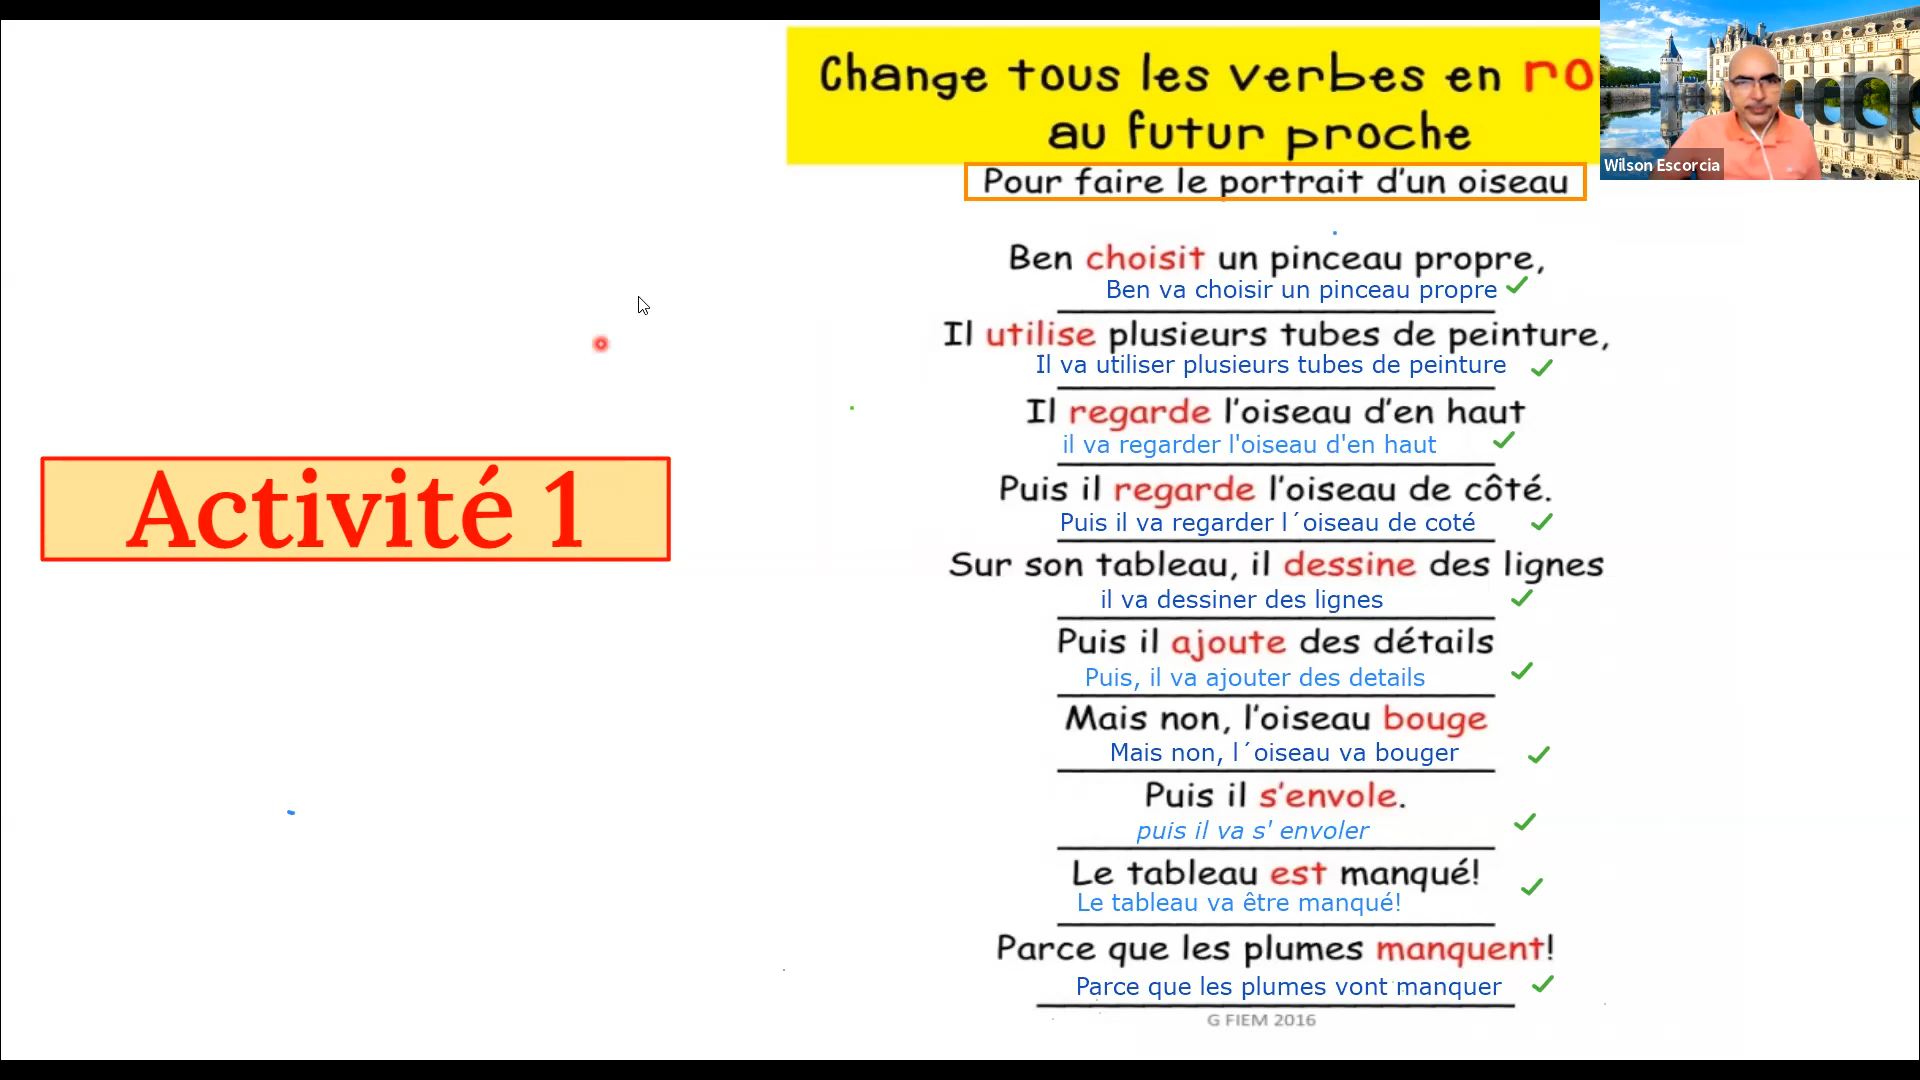 Change tous les verbes en ro
au futur proche
Wilson Escorcia
Pour faire le portrait d'un oiseau
Ben choisit un pinceau propre,
Ben va choisir un pinceau propre
Il utilise plusieurs tubes de peinture,
Il va utiliser plusieurs tubes de peinture
Il regarde l'oiseau d'en haut
il va regarder l'oiseau d'en haut
Puis il regarde l'oiseau de côté.
Puis il va regarder l´oiseau de coté
Activité 1
Sur son tableau, il dessine des lignes
il va dessiner des lignes
Puis il ajoute des détails
Puis, il va ajouter des details
Mais non, l'oiseau bouge
Mais non, l´oiseau va bouger
Puis il s'envole.
puis il va s' envoler
Le tableau est manqué!
Le tableau va être manqué!
Parce que les plumes manquent!
Parce que les plumes vont manquer
G FIEM 2016